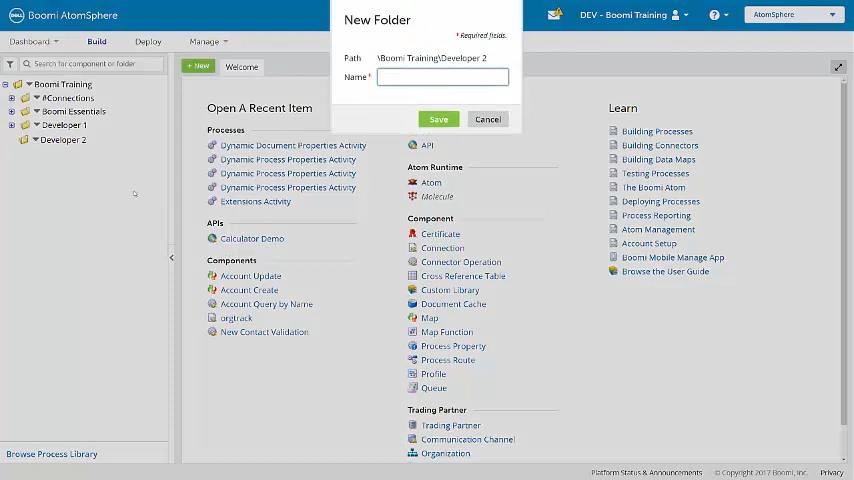 DELL Boomi AtomSphere
DEV - Boomi Training
AtomSphere
Dashboard Build Deploy Manage
New Folder
* Required fields.
Path \Boomi Training\Developer 2
Name *
Save Cancel
Search for component or folder
+ New Welcome
Boomi Training
#Connections
Boomi Essentials
Developer 1
Developer 2
Browse Process Library
Open A Recent Item
Processes
Dynamic Document Properties Activity
Dynamic Process Properties Activity
Dynamic Process Properties Activity
Dynamic Process Properties Activity
Extensions Activity
APIs
Calculator Demo
Components
Account Update
Account Create
Account Query by Name
orgtrack
New Contact Validation
API
Atom Runtime
Atom
Molecule
Component
Certificate
Connection
Connector Operation
Cross Reference Table
Custom Library
Document Cache
Map
Map Function
Process Property
Process Route
Profile
Queue
Trading Partner
Trading Partner
Communication Channel
Organization
Learn
Building Processes
Building Connectors
Building Data Maps
Testing Processes
The Boomi Atom
Deploying Processes
Process Reporting
Atom Management
Account Setup
Boomi Mobile Manage App
Browse the User Guide
Platform Status & Announcements © Copyright 2017 Boomi, Inc. Privacy